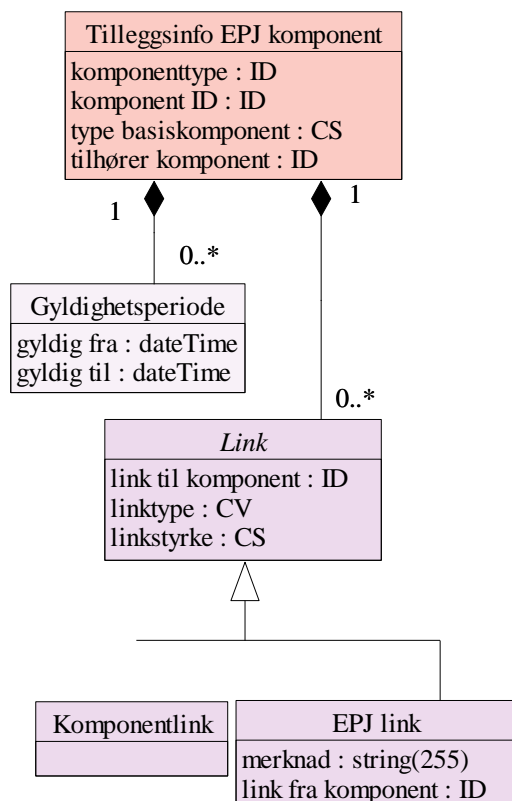 Tilleggsinfo EPJ komponent
komponenttype : ID
komponent ID : ID
type basiskomponent : CS
tilhører komponent : ID
1
1
0..*
Gyldighetsperiode
gyldig fra : dateTime
gyldig til : dateTime
0..*
Link
link til komponent : ID
linktype : CV
linkstyrke : CS
Komponentlink
EPJ link
merknad : string(255)
link fra komponent : ID